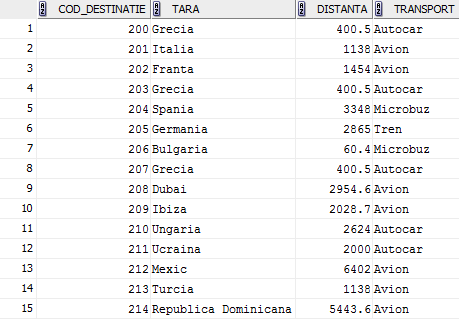 COD_DESTINATIE TARA DISTANTA TRANSPORT
1 200 Grecia 400.5 Autocar
2 201 Italia 1138 Avion
3 202 Franta 1454 Avion
4 203 Grecia 400.5 Autocar
5 204 Spania 3348 Microbuz
6 205 Germania 2865 Tren
7 206 Bulgaria 60.4 Microbuz
8 207 Grecia 400.5 Autocar
9 208 Dubai 2954.6 Avion
10 209 Ibiza 2028.7 Avion
11 210 Ungaria 2624 Autocar
12 211 Ucraina 2000 Autocar
13 212 Mexic 6402 Avion
14 213 Turcia 1138 Avion
15 214 Republica Dominicana 5443.6 Avion